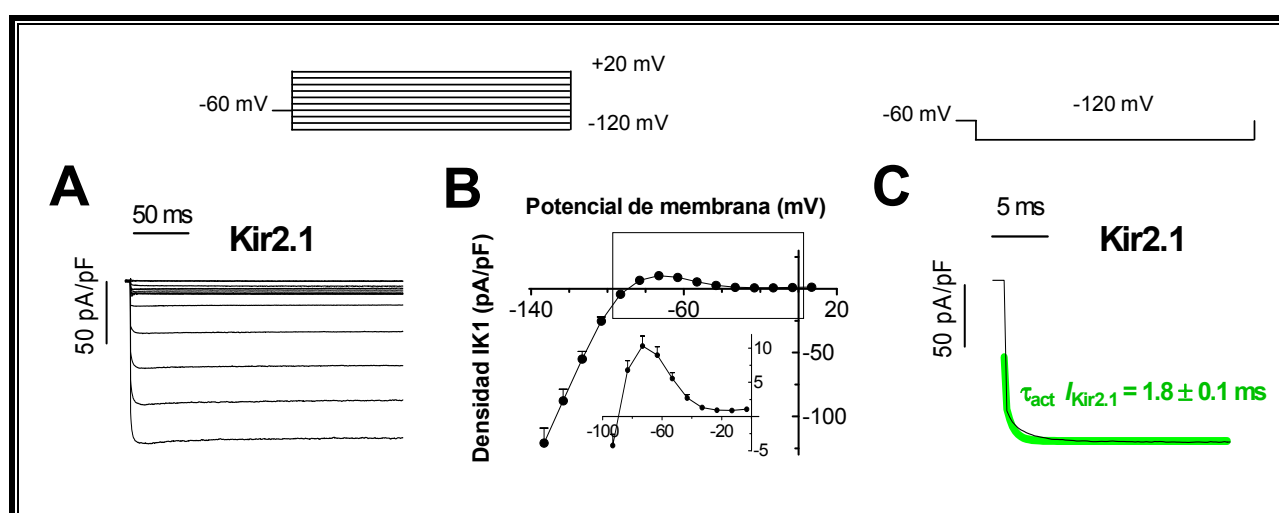 +20 mV
-60 mV
-120 mV
-60 mV
-120 mV
A
50 ms
Kir2.1
50 pA/pF
B
Potencial de membrana (mV)
Densidad IK1 (pA/pF)
-140
-60
20
-50
-100
10
5
-5
-100
-60
-20
C
5 ms
Kir2.1
50 pA/pF
τact IKir2.1 = 1.8 ± 0.1 ms